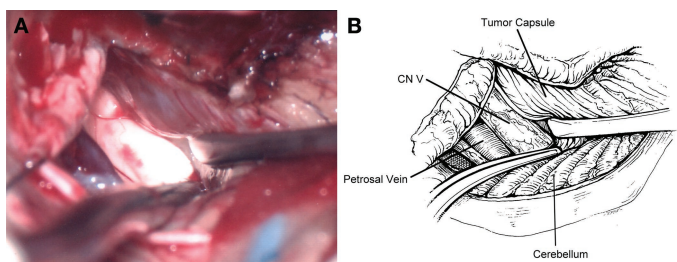 A
B
Tumor Capsule
CN V
Petrosal Vein
Cerebellum